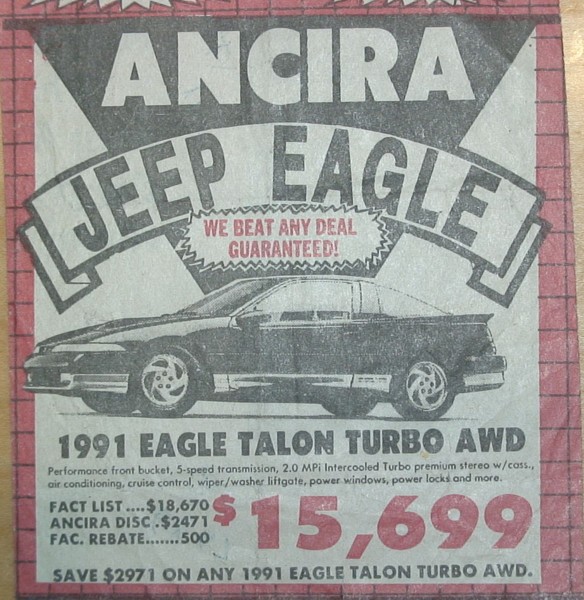 ANCIRA
JEEP EAGLE
WE BEAT ANY DEAL
GUARANTEED!
1991 EAGLE TALON TURBO AWD
Performance front bucket, 5-speed transmission, 2.0 MPi Intercooled Turbo premium stereo w/cass.,
air conditioning, cruise control, wiper/washer liftgate, power windows, power locks and more.
FACT LIST....$18,670
ANCIRA DISC.$2471
FAC. REBATE.......500
$15,699
SAVE $2971 ON ANY 1991 EAGLE TALON TURBO AWD.